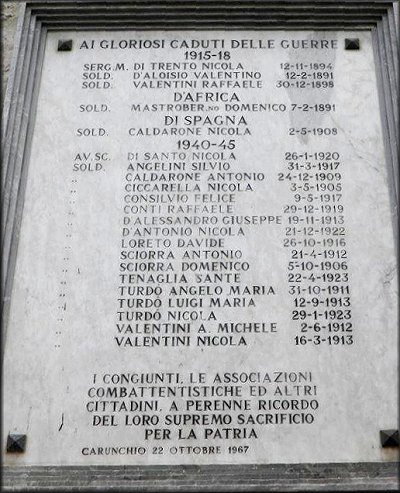 AI GLORIOSI CADUTI DELLE GUERRE
1915-18
SERG.M. DI TRENTO NICOLA 12-11-1894
SOLD. D'ALOISIO VALENTINO 12-2-1891
SOLD. VALENTINI RAFFAELE 30-12-1898
D'AFRICA
SOLD. MASTROBER.NO DOMENICO 7-2-1891
DI SPAGNA
SOLD. CALDARONE NICOLA 2-5-1908
1940-45
AV.SC. DI SANTO NICOLA 26-1-1920
SOLD. ANGELINI SILVIO 31-3-1917
" CALDARONE ANTONIO 24-12-1909
" CICCARELLA NICOLA 3-5-1905
" CONSILVIO FELICE 9-5-1917
" CONTI RAFFAELE 29-12-1919
" D'ALESSANDRO GIUSEPPE 19-11-1913
" D'ANTONIO NICOLA 21-12-1922
" LORETO DAVIDE 26-10-1916
" SCIORRA ANTONIO 21-4-1912
" SCIORRA DOMENICO 5-10-1906
" TENAGLIA SANTE 22-4-1923
" TURDÒ ANGELO MARIA 31-10-1911
" TURDÒ LUIGI MARIA 12-9-1913
" TURDÒ NICOLA 29-1-1923
" VALENTINI A. MICHELE 2-6-1912
" VALENTINI NICOLA 16-3-1913
I CONGIUNTI, LE ASSOCIAZIONI
COMBATTENTISTICHE ED ALTRI
CITTADINI, A PERENNE RICORDO
DEL LORO SUPREMO SACRIFICIO
PER LA PATRIA
CARUNCHIO 22 OTTOBRE 1967